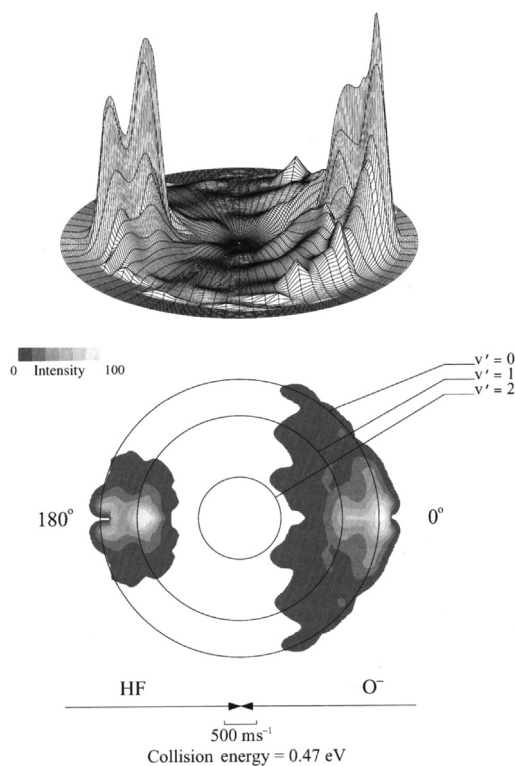 v' = 0
v' = 1
v' = 2
0 Intensity 100
180° 0°
HF O⁻
500 ms⁻¹
Collision energy = 0.47 eV